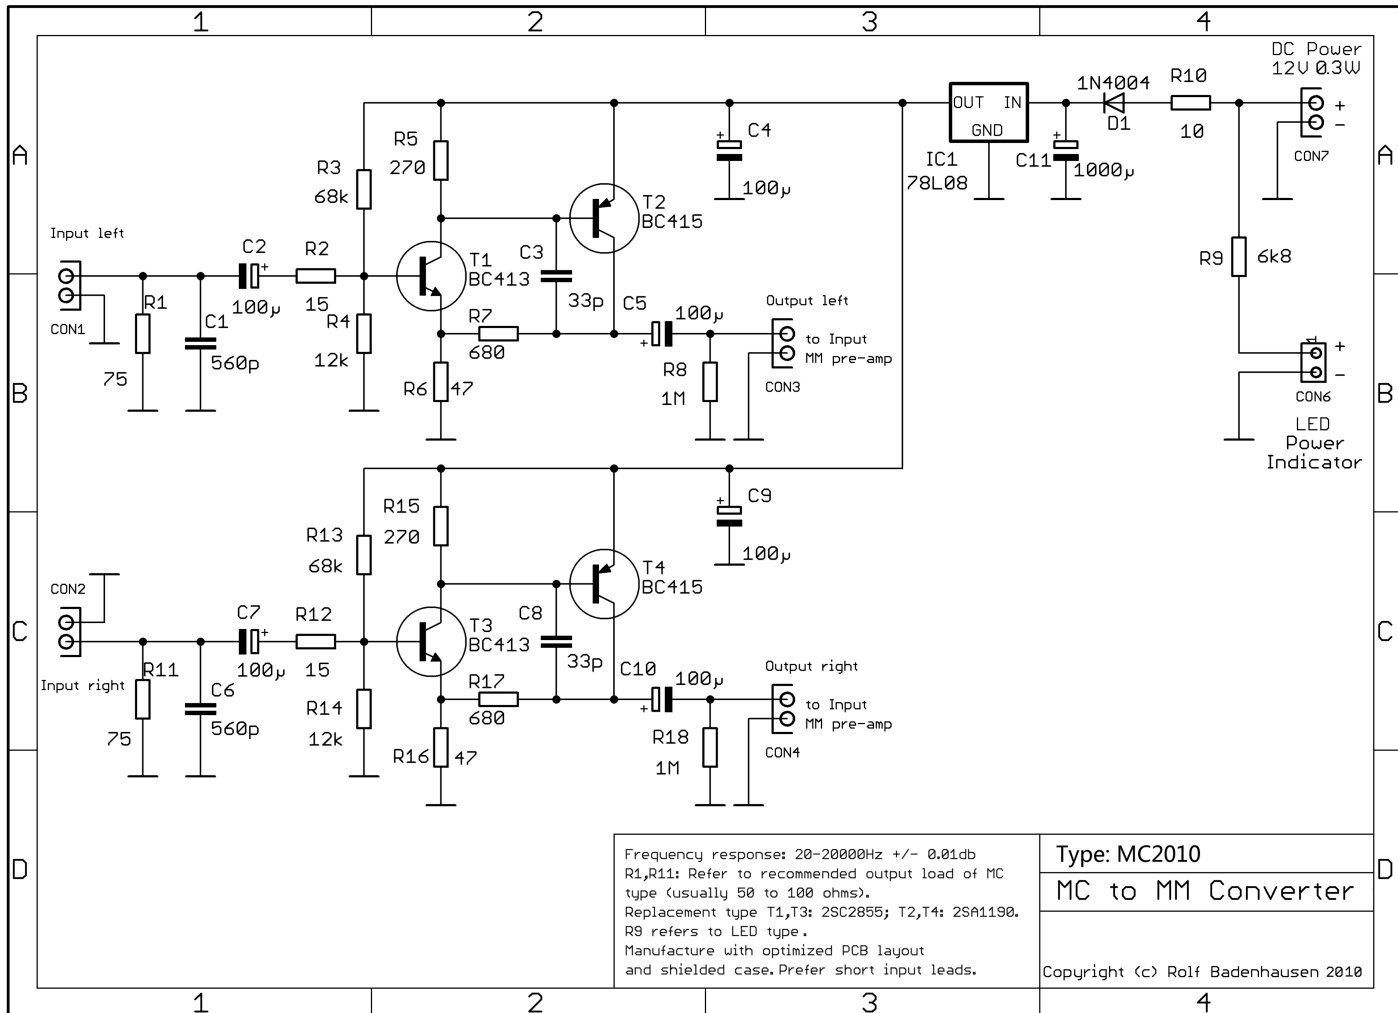 1
2
3
4
A
B
C
D
A
B
C
D
DC Power
12V 0.3W
1N4004
R10
D1
10
+
-
CON7
OUT IN
GND
IC1
78L08
C11
+
1000µ
C4
+
100µ
R5
270
R3
68k
T2
BC415
Input left
C2
+
100µ
R2
15
T1
BC413
C3
33p
R9
6k8
CON1
R1
75
C1
560p
R4
12k
R7
680
R6
47
C5
+
100µ
R8
1M
Output left
to Input
MM pre-amp
CON3
1
+
-
CON6
LED
Power
Indicator
R15
270
R13
68k
C9
+
100µ
T4
BC415
CON2
Input right
C7
+
100µ
R12
15
T3
BC413
C8
33p
R11
75
C6
560p
R14
12k
R17
680
R16
47
C10
+
100µ
R18
1M
Output right
to Input
MM pre-amp
CON4
Frequency response: 20-20000Hz +/- 0.01db
R1,R11: Refer to recommended output load of MC
type (usually 50 to 100 ohms).
Replacement type T1,T3: 2SC2855; T2,T4: 2SA1190.
R9 refers to LED type.
Manufacture with optimized PCB layout
and shielded case. Prefer short input leads.
Type: MC2010
MC to MM Converter
Copyright (c) Rolf Badenhausen 2010
1
2
3
4